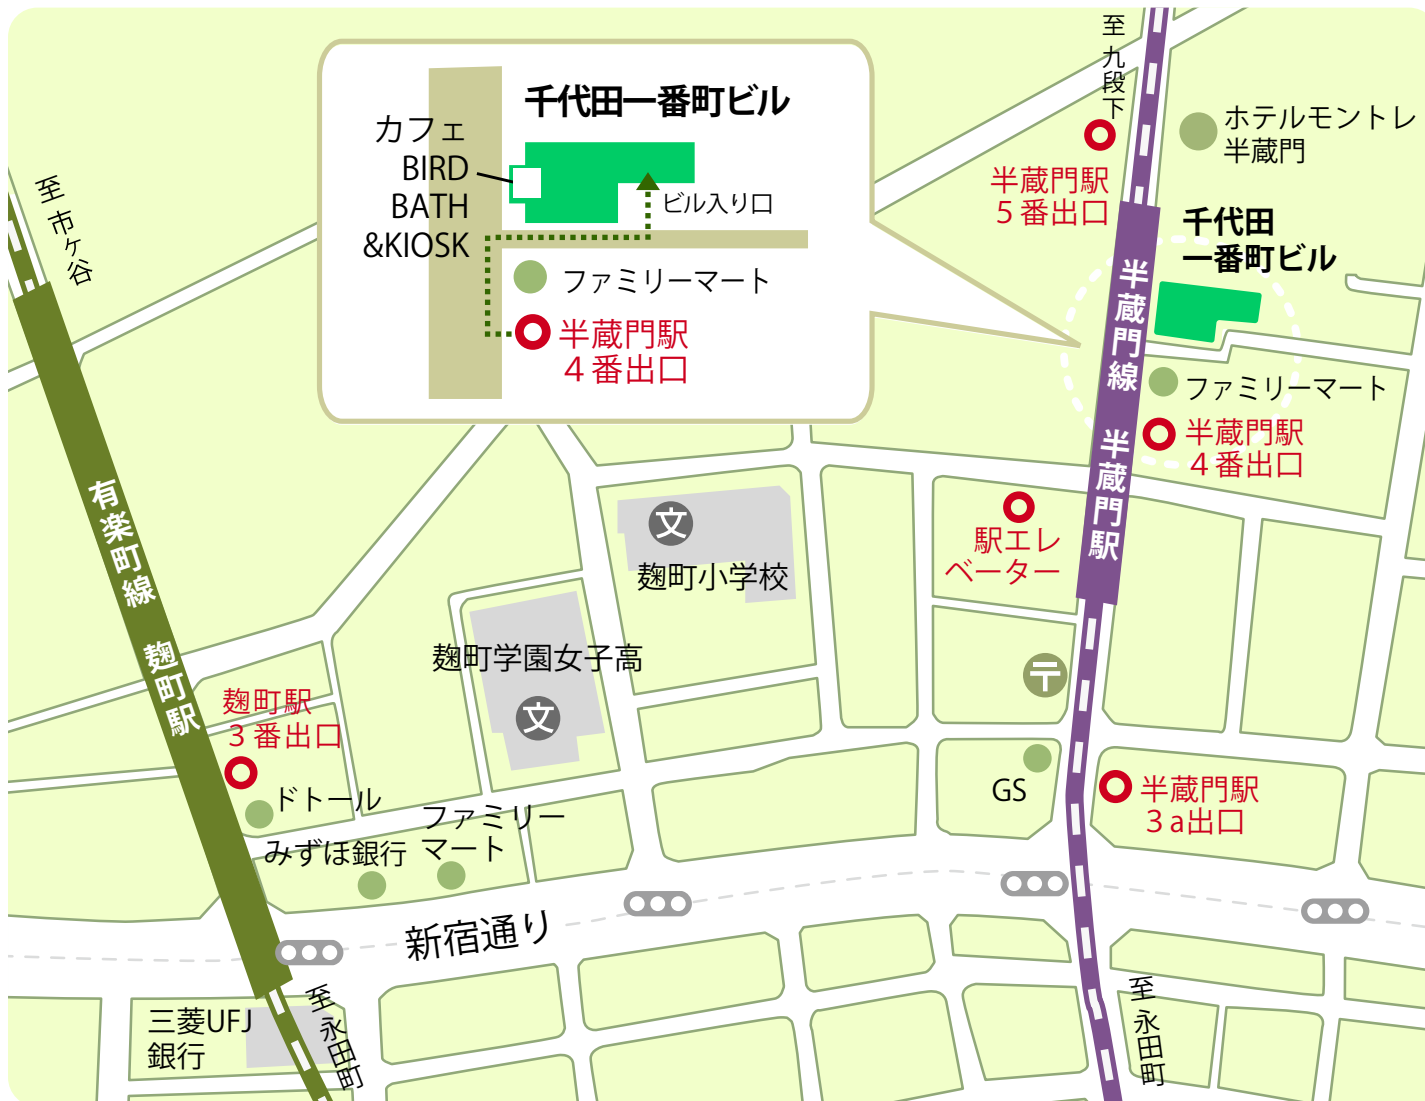 千代田一番町ビル
カフェ
BIRD
BATH
&KIOSK
ビル入り口
ファミリーマート
半蔵門駅
４番出口
至 九段下
ホテルモントレ
半蔵門
半蔵門駅
５番出口
千代田
一番町ビル
半蔵門線 半蔵門駅
ファミリーマート
半蔵門駅
４番出口
至 市ヶ谷
有楽町線 麹町駅
文
麹町小学校
駅エレ
ベーター
麹町学園女子高
文
〒
麹町駅
３番出口
ドトール
みずほ銀行
ファミリー
マート
GS
半蔵門駅
３a出口
新宿通り
三菱UFJ
銀行
至 永田町
至 永田町